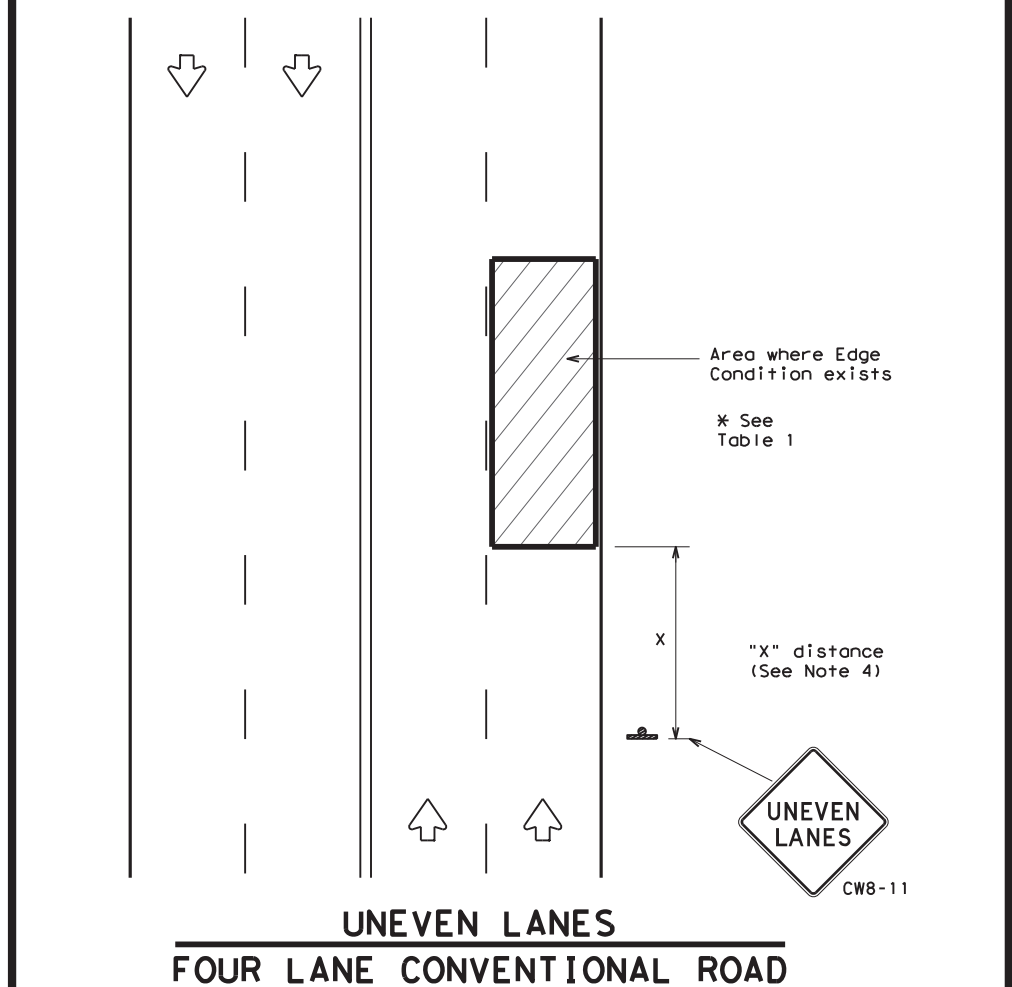 Area where Edge
Condition exists
* See
Table 1
X
"X" distance
(See Note 4)
UNEVEN
LANES
CW8-11
UNEVEN LANES
FOUR LANE CONVENTIONAL ROAD